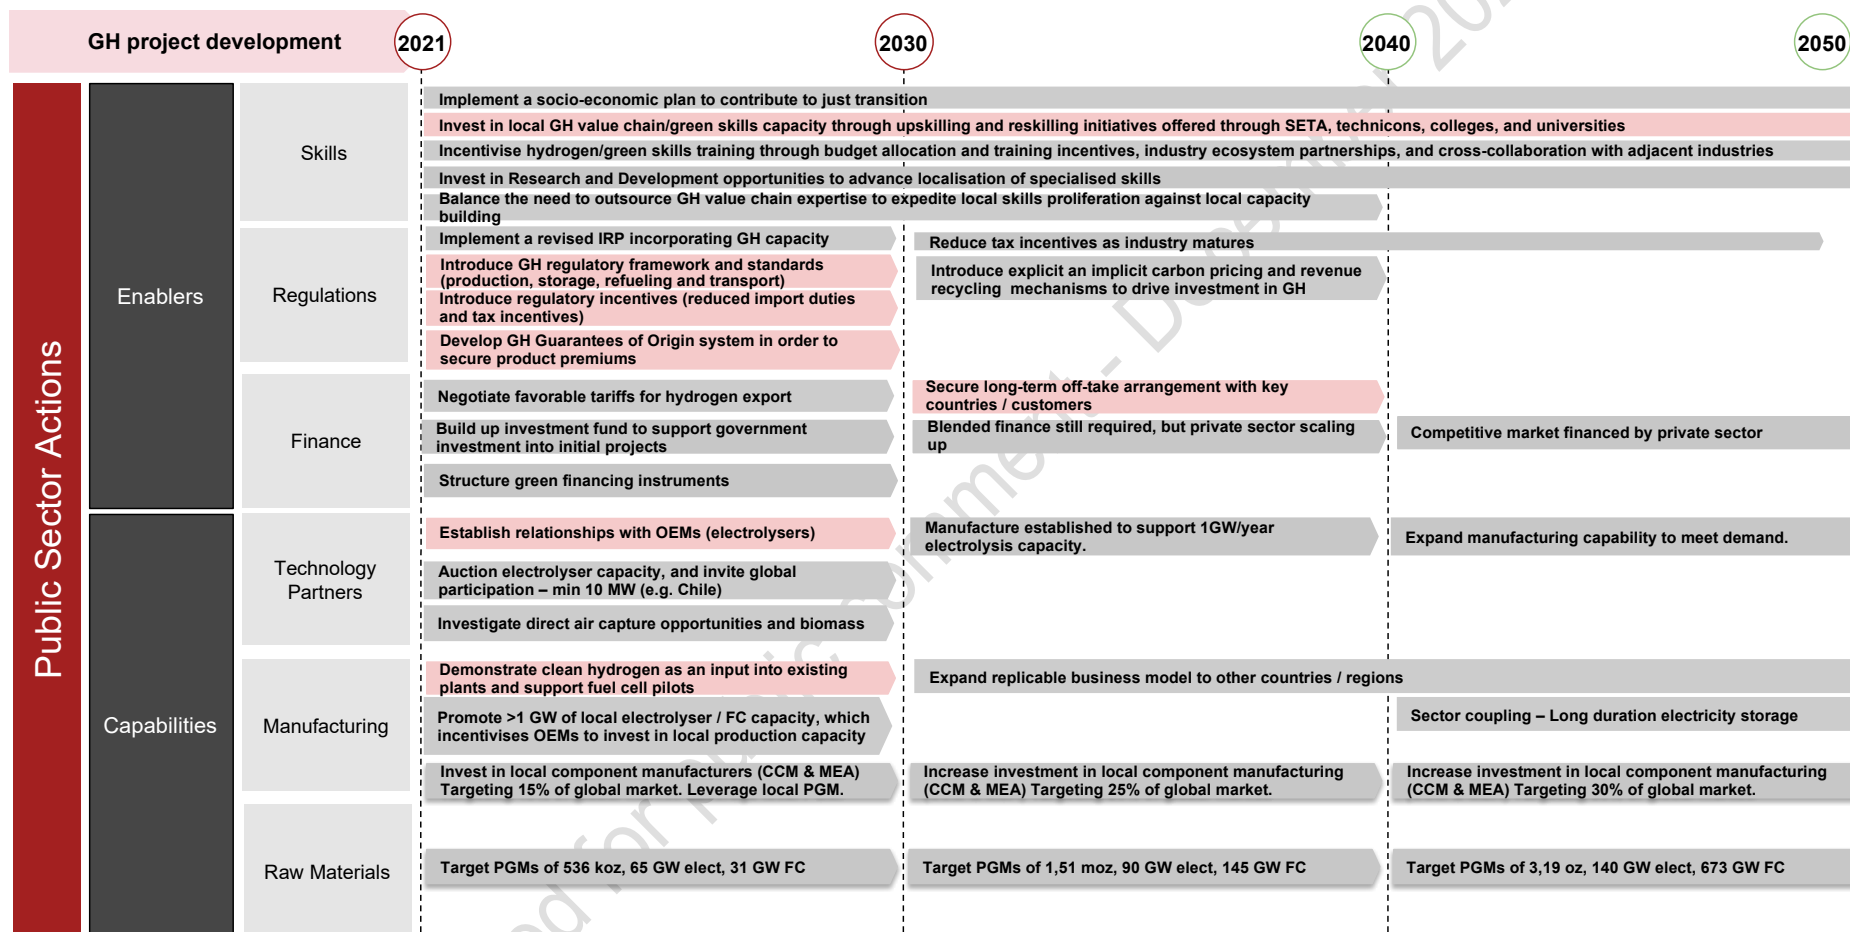 GH project development
2021
2030
2040
2050
Public Sector Actions
Enablers
Skills
Implement a socio-economic plan to contribute to just transition
Invest in local GH value chain/green skills capacity through upskilling and reskilling initiatives offered through SETA, technicons, colleges, and universities
Incentivise hydrogen/green skills training through budget allocation and training incentives, industry ecosystem partnerships, and cross-collaboration with adjacent industries
Invest in Research and Development opportunities to advance localisation of specialised skills
Balance the need to outsource GH value chain expertise to expedite local skills proliferation against local capacity
building
Regulations
Implement a revised IRP incorporating GH capacity
Reduce tax incentives as industry matures
Introduce GH regulatory framework and standards
(production, storage, refueling and transport)
Introduce explicit an implicit carbon pricing and revenue
recycling mechanisms to drive investment in GH
Introduce regulatory incentives (reduced import duties
and tax incentives)
Develop GH Guarantees of Origin system in order to
secure product premiums
Finance
Negotiate favorable tariffs for hydrogen export
Secure long-term off-take arrangement with key
countries / customers
Build up investment fund to support government
investment into initial projects
Blended finance still required, but private sector scaling
up
Competitive market financed by private sector
Structure green financing instruments
Capabilities
Technology
Partners
Establish relationships with OEMs (electrolysers)
Manufacture established to support 1GW/year
electrolysis capacity.
Expand manufacturing capability to meet demand.
Auction electrolyser capacity, and invite global
participation – min 10 MW (e.g. Chile)
Investigate direct air capture opportunities and biomass
Manufacturing
Demonstrate clean hydrogen as an input into existing
plants and support fuel cell pilots
Expand replicable business model to other countries / regions
Promote >1 GW of local electrolyser / FC capacity, which
incentivises OEMs to invest in local production capacity
Sector coupling – Long duration electricity storage
Invest in local component manufacturers (CCM & MEA)
Targeting 15% of global market. Leverage local PGM.
Increase investment in local component manufacturing
(CCM & MEA) Targeting 25% of global market.
Increase investment in local component manufacturing
(CCM & MEA) Targeting 30% of global market.
Raw Materials
Target PGMs of 536 koz, 65 GW elect, 31 GW FC
Target PGMs of 1,51 moz, 90 GW elect, 145 GW FC
Target PGMs of 3,19 oz, 140 GW elect, 673 GW FC